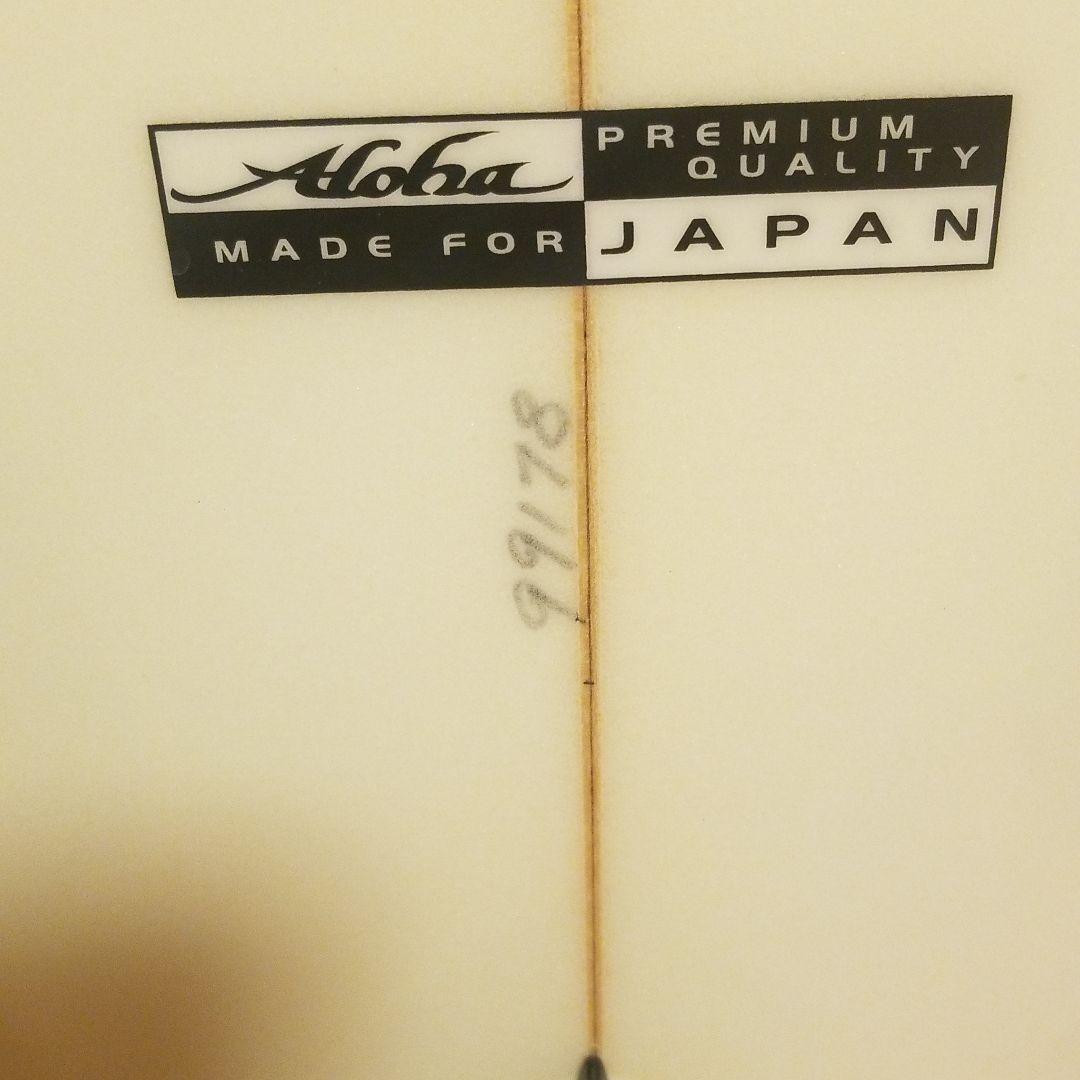 Aloha
PREMIUM
QUALITY
MADE FOR
JAPAN
99178